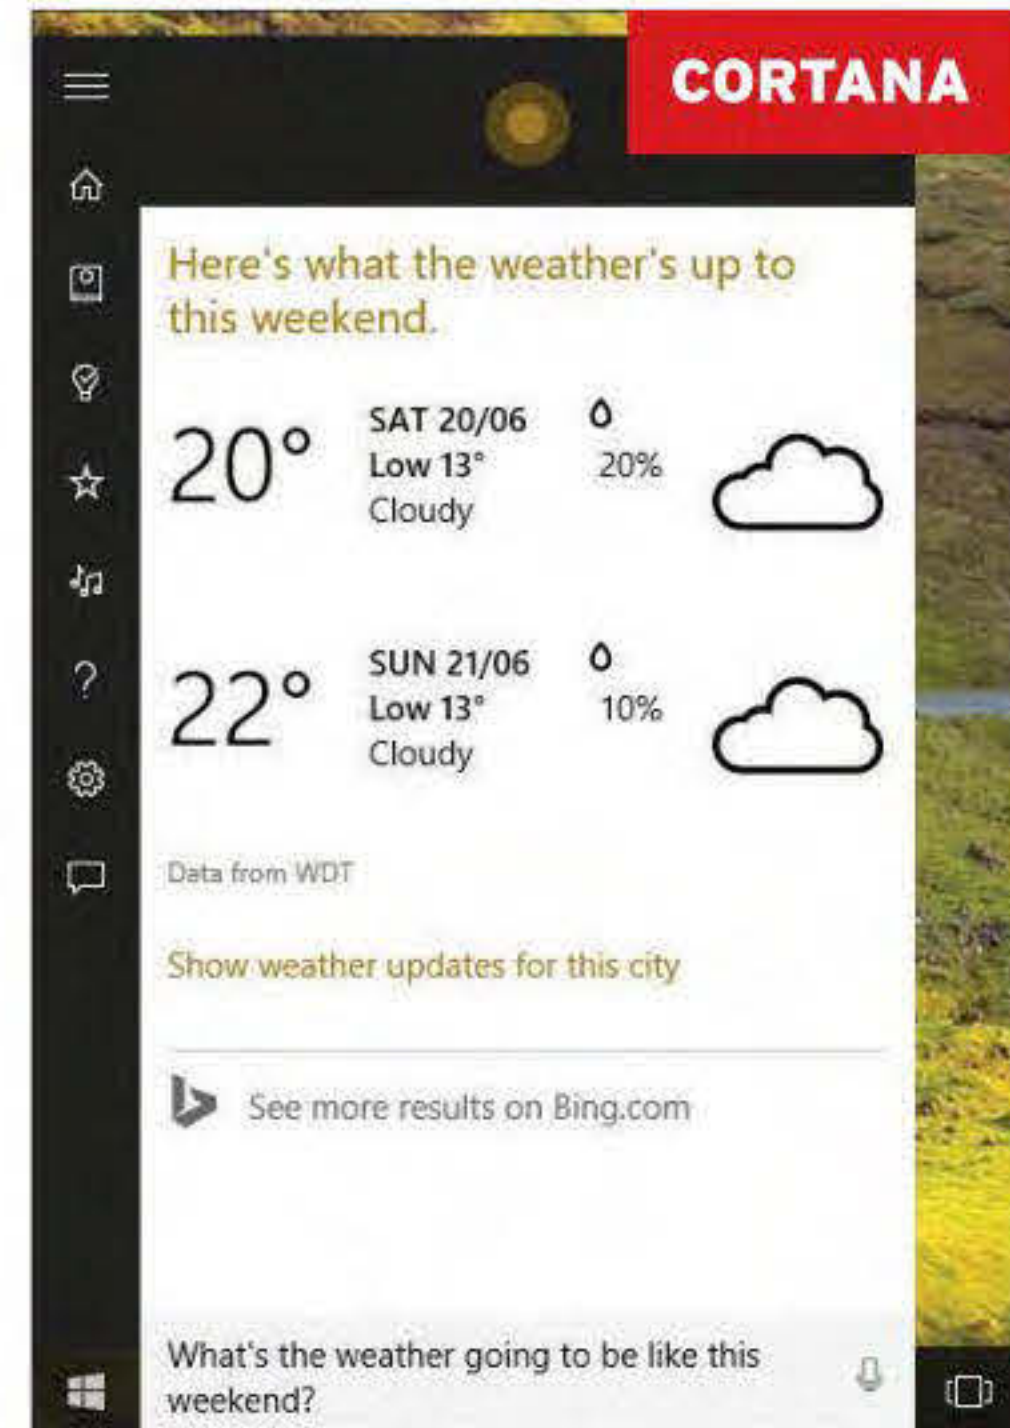 CORTANA
Here's what the weather's up to
this weekend.
20°
SAT 20/06
Low 13°
Cloudy
20%
22°
SUN 21/06
Low 13°
Cloudy
10%
Data from WDT
Show weather updates for this city
See more results on Bing.com
What's the weather going to be like this
weekend?